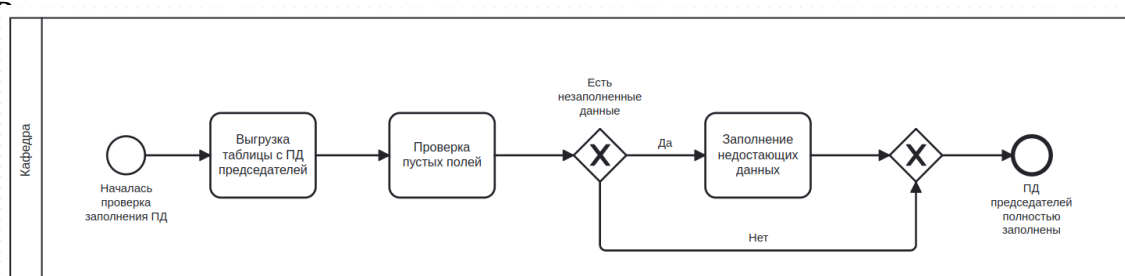 Кафедра
Началась
проверка
заполнения ПД
Выгрузка
таблицы с ПД
председателей
Проверка
пустых полей
Есть
незаполненные
данные
Да
Нет
Заполнение
недостающих
данных
ПД
председателей
полностью
заполнены